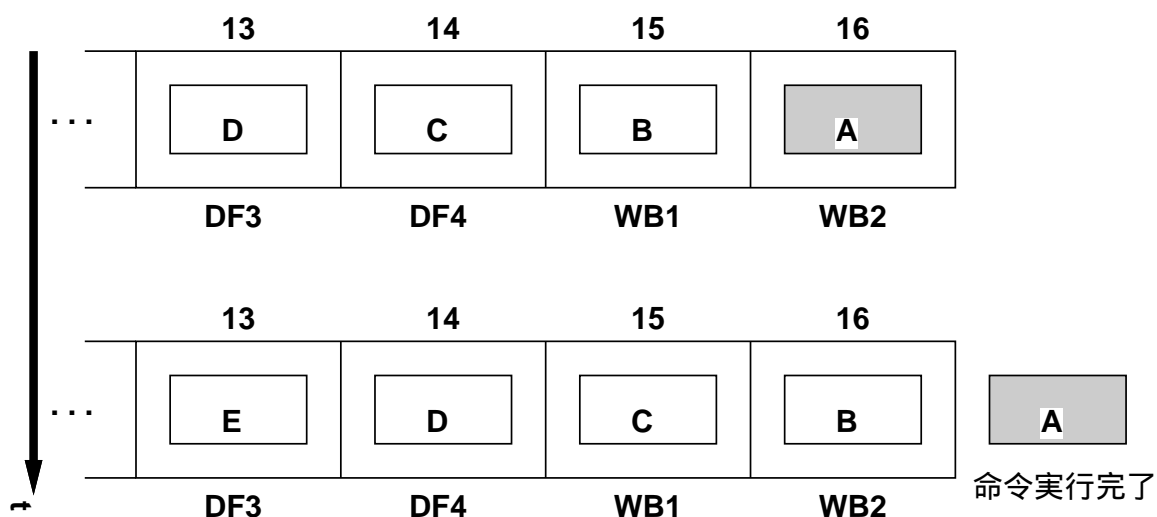 13 14 15 16
... D C B A
DF3 DF4 WB1 WB2
13 14 15 16
... E D C B A
命令実行完了
t DF3 DF4 WB1 WB2